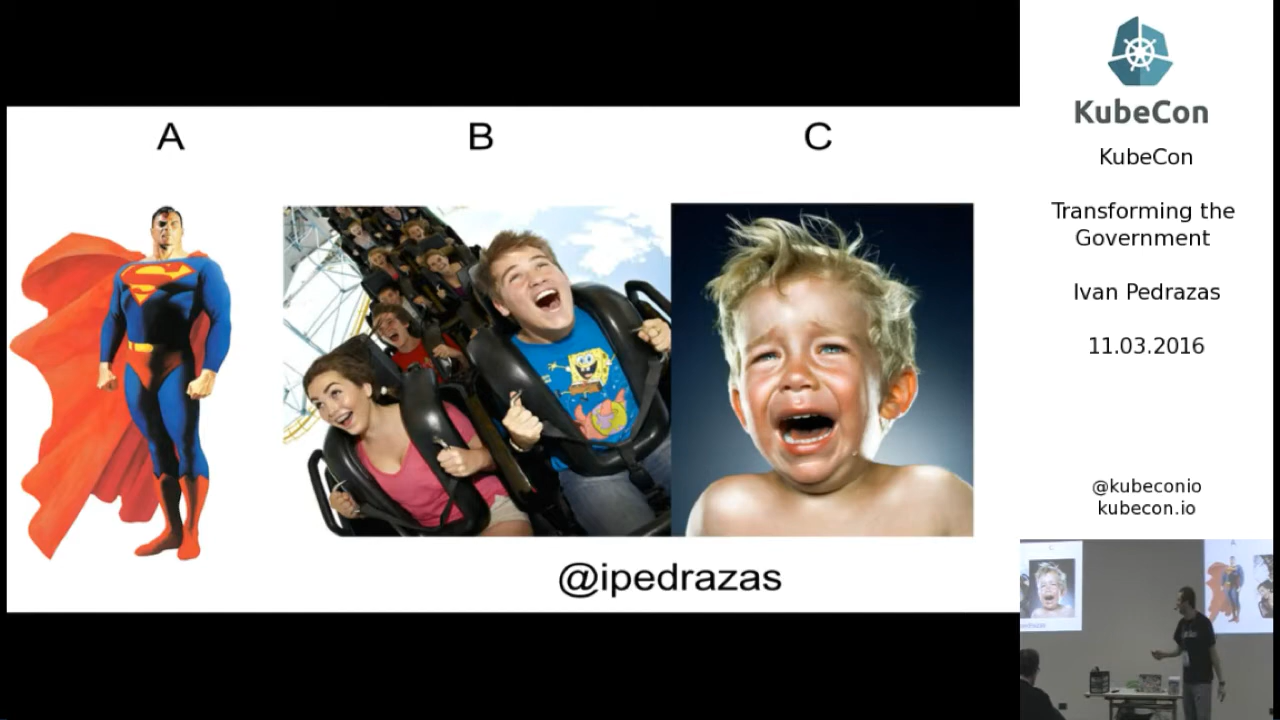 A
B
C
@ipedrazas
KubeCon
KubeCon
Transforming the
Government
Ivan Pedrazas
11.03.2016
@kubeconio
kubecon.io